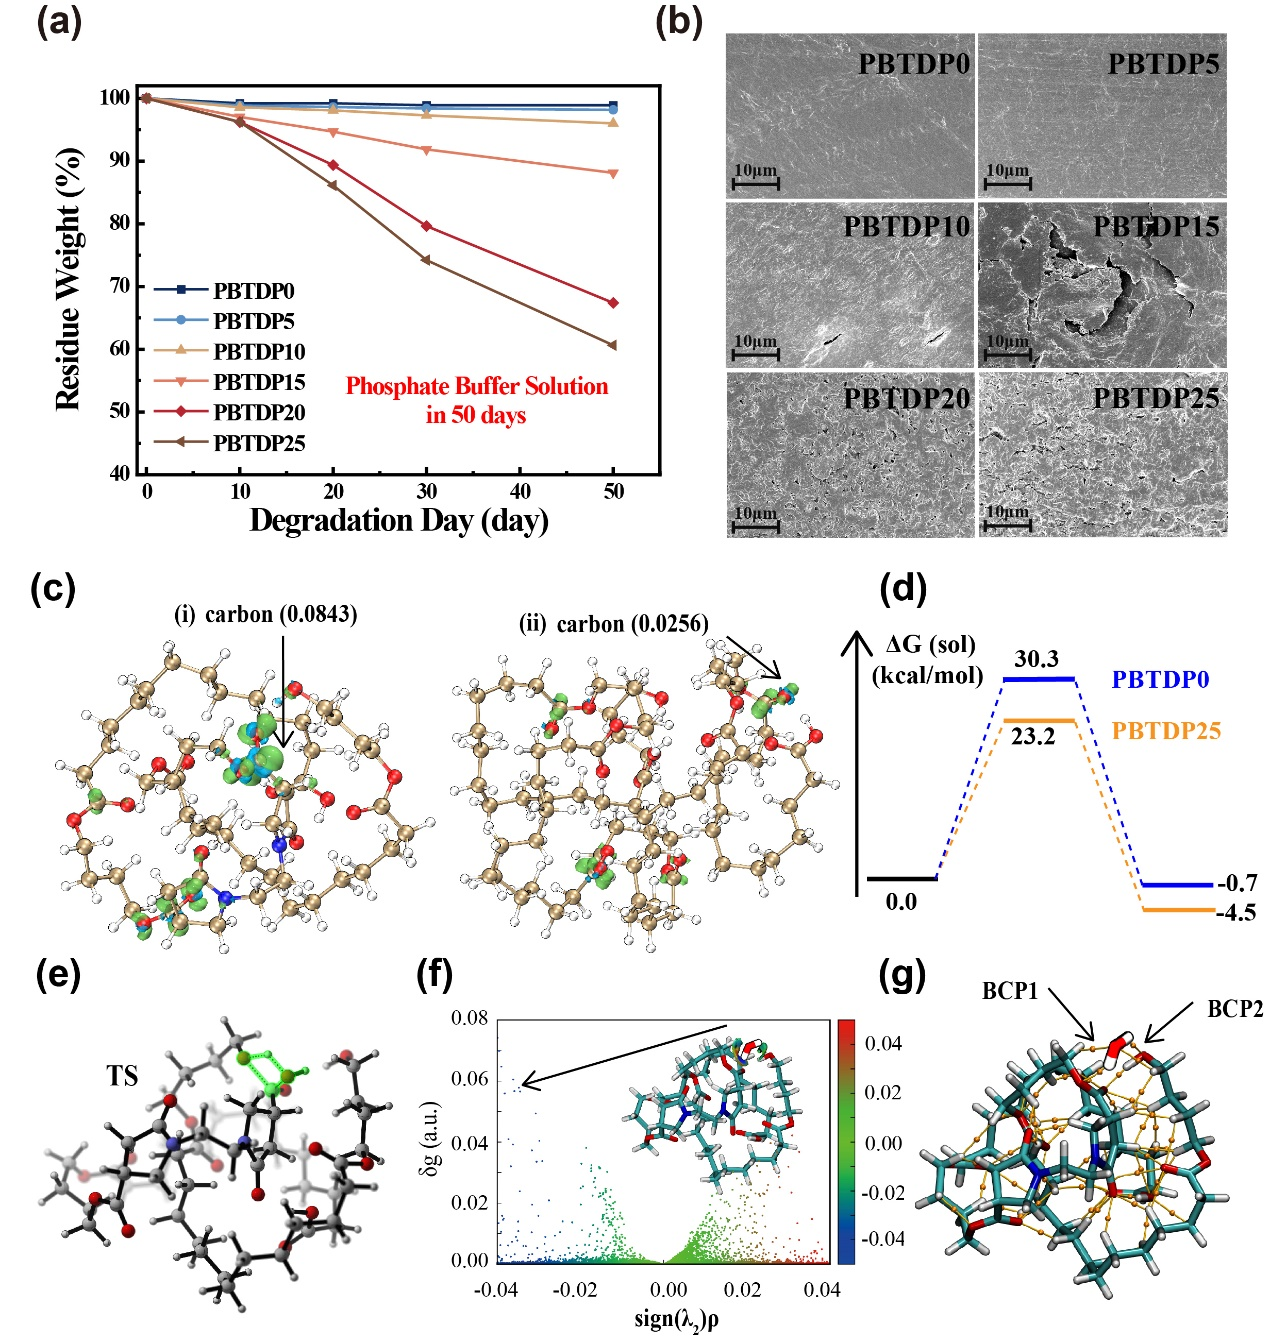 (a)
100
90
80
70
60
50
40
0 10 20 30 40 50
Residue Weight (%)
Degradation Day (day)
PBTDP0
PBTDP5
PBTDP10
PBTDP15
PBTDP20
PBTDP25
Phosphate Buffer Solution
in 50 days
(b)
PBTDP0
10μm
PBTDP5
10μm
PBTDP10
10μm
PBTDP15
10μm
PBTDP20
10μm
PBTDP25
10μm
(c)
(i) carbon (0.0843)
(ii) carbon (0.0256)
(d)
ΔG (sol)
(kcal/mol)
30.3
PBTDP0
23.2
PBTDP25
0.0
-0.7
-4.5
(e)
TS
(f)
0.08
0.06
0.04
0.02
0.00
δg (a.u.)
-0.04 -0.02 0.00 0.02 0.04
sign(λ₂)ρ
0.04
0.02
0.00
-0.02
-0.04
(g)
BCP1
BCP2